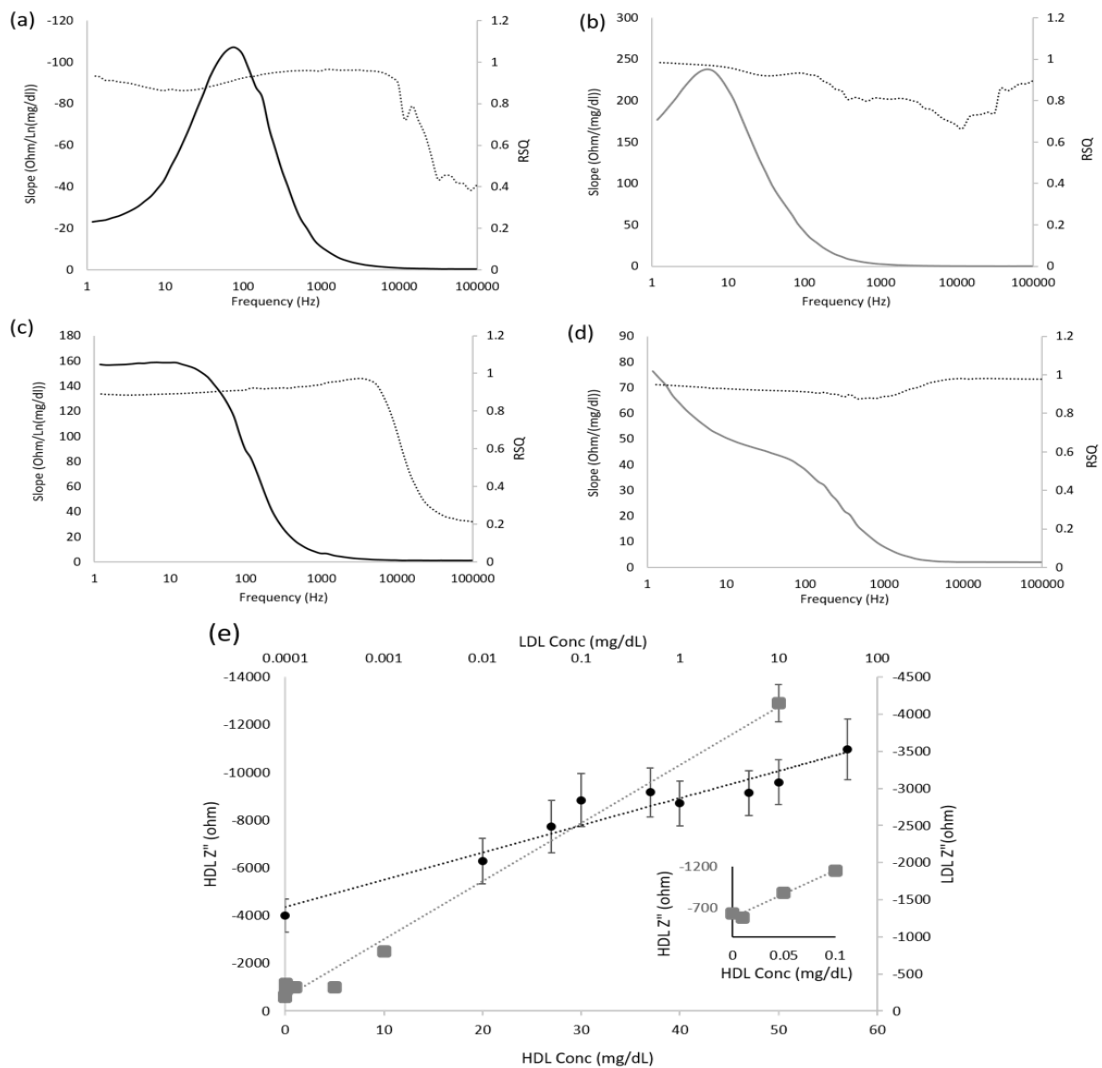 (a)
Slope (Ohm/Ln(mg/dl))
-120
-100
-80
-60
-40
-20
0
1.2
1
0.8
0.6
0.4
0.2
0
RSQ
1 10 100 1000 10000 100000
Frequency (Hz)
(b)
Slope (Ohm/(mg/dl))
300
250
200
150
100
50
0
1.2
1
0.8
0.6
0.4
0.2
0
RSQ
1 10 100 1000 10000 100000
Frequency (Hz)
(c)
Slope (Ohm/Ln(mg/dl))
180
160
140
120
100
80
60
40
20
0
1.2
1
0.8
0.6
0.4
0.2
0
RSQ
1 10 100 1000 10000 100000
Frequency (Hz)
(d)
Slope (Ohm/(mg/dl))
90
80
70
60
50
40
30
20
10
0
1.2
1
0.8
0.6
0.4
0.2
0
RSQ
1 10 100 1000 10000 100000
Frequency (Hz)
(e)
LDL Conc (mg/dL)
0.0001 0.001 0.01 0.1 1 10 100
HDL Z" (ohm)
-14000
-12000
-10000
-8000
-6000
-4000
-2000
0
-4500
-4000
-3500
-3000
-2500
-2000
-1500
-1000
-500
0
LDL Z"(ohm)
HDL Z" (ohm)
-1200
-700
0 0.05 0.1
HDL Conc (mg/dL)
0 10 20 30 40 50 60
HDL Conc (mg/dL)